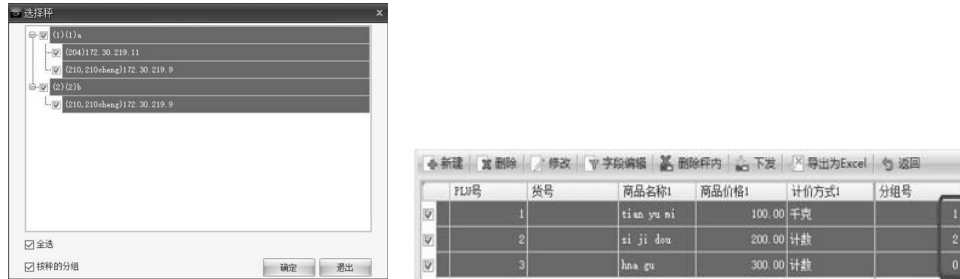 选择秤 x
(1)(1)a
(204)172.30.219.11
(210,210cheng)172.30.219.9
(2)(2)b
(210,210cheng)172.30.219.9
全选
按秤的分组 确定 退出
新建 删除 修改 字段编辑 删除秤内 下发 导出为Excel 返回
PLU号 货号 商品名称1 商品价格1 计价方式1 分组号
1 tian yu mi 100.00 千克 1
2 si ji dou 200.00 计数 2
3 hna gu 300.00 计数 0